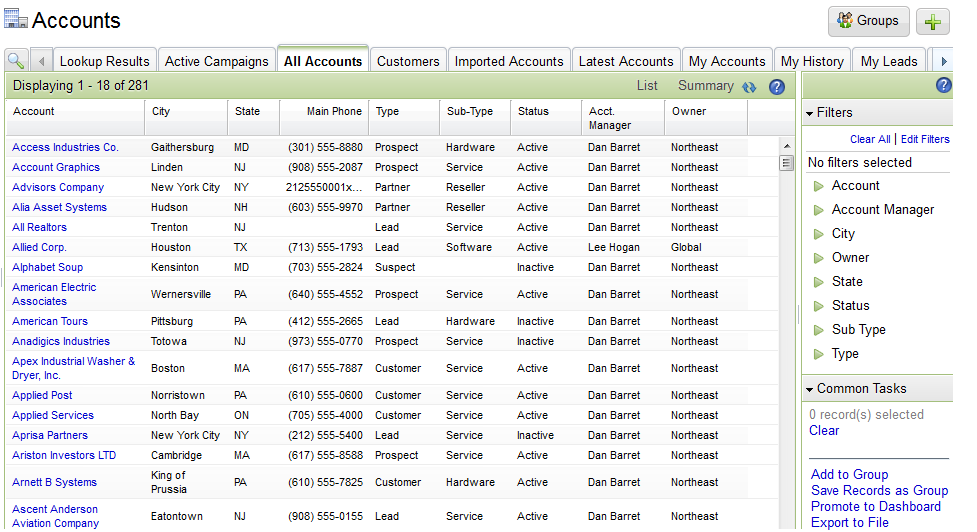 Accounts
Groups
Lookup Results Active Campaigns All Accounts Customers Imported Accounts Latest Accounts My Accounts My History My Leads
Displaying 1 - 18 of 281 List Summary
Account City State Main Phone Type Sub-Type Status Acct. Manager Owner
Access Industries Co. Gaithersburg MD (301) 555-8880 Prospect Hardware Active Dan Barret Northeast
Account Graphics Linden NJ (908) 555-2087 Prospect Service Active Dan Barret Northeast
Advisors Company New York City NY 2125550001x... Partner Reseller Active Dan Barret Northeast
Alia Asset Systems Hudson NH (603) 555-9970 Partner Reseller Active Dan Barret Northeast
All Realtors Trenton NJ Lead Service Active Dan Barret Northeast
Allied Corp. Houston TX (713) 555-1793 Lead Software Active Lee Hogan Global
Alphabet Soup Kensinton MD (703) 555-2824 Suspect Inactive Dan Barret Northeast
American Electric Associates Wernersville PA (640) 555-4552 Prospect Service Active Dan Barret Northeast
American Tours Pittsburg PA (412) 555-2665 Lead Hardware Inactive Dan Barret Northeast
Anadigics Industries Totowa NJ (973) 555-0770 Prospect Service Inactive Dan Barret Northeast
Apex Industrial Washer & Dryer, Inc. Boston MA (617) 555-7887 Customer Service Active Dan Barret Northeast
Applied Post Norristown PA (610) 555-0600 Customer Service Active Dan Barret Northeast
Applied Services North Bay ON (705) 555-4000 Customer Service Active Dan Barret Northeast
Aprisa Partners New York City NY (212) 555-5400 Lead Service Inactive Dan Barret Northeast
Ariston Investors LTD Cambridge MA (617) 555-8588 Prospect Service Active Dan Barret Northeast
Arnett B Systems King of Prussia PA (610) 555-7825 Customer Hardware Active Dan Barret Northeast
Ascent Anderson Aviation Company Eatontown NJ (908) 555-0155 Lead Service Active Dan Barret Northeast
Filters
Clear All | Edit Filters
No filters selected
Account
Account Manager
City
Owner
State
Status
Sub Type
Type
Common Tasks
0 record(s) selected
Clear
Add to Group
Save Records as Group
Promote to Dashboard
Export to File